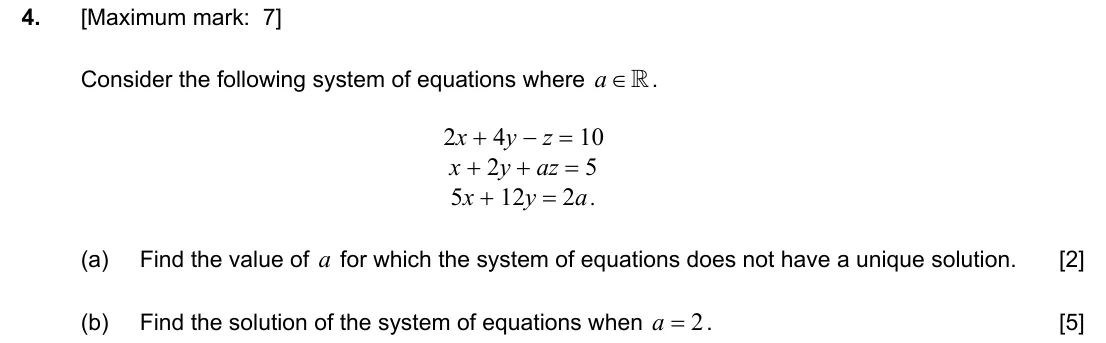 4. [Maximum mark: 7]
Consider the following system of equations where a ∈ ℝ.
2x + 4y − z = 10
x + 2y + az = 5
5x + 12y = 2a.
(a) Find the value of a for which the system of equations does not have a unique solution. [2]
(b) Find the solution of the system of equations when a = 2. [5]